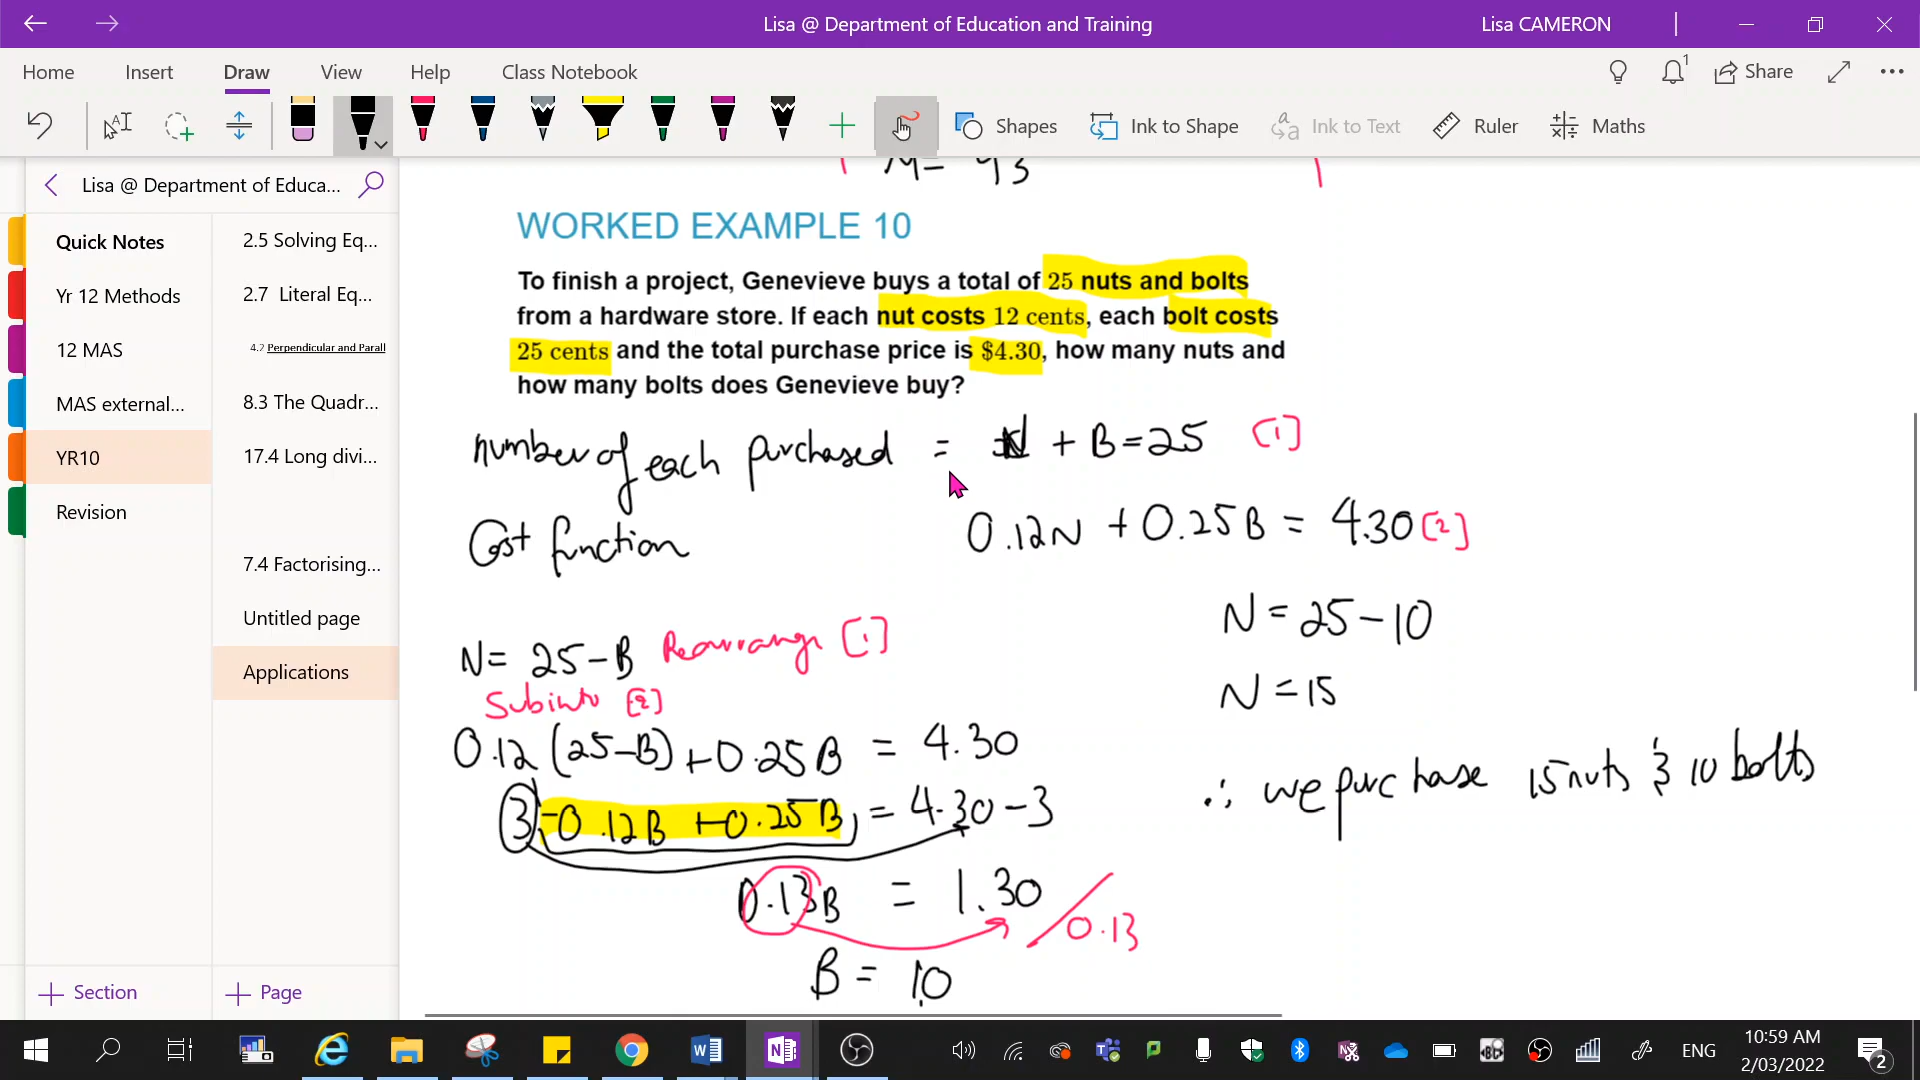 Lisa @ Department of Education and Training
Lisa CAMERON
Home Insert Draw View Help Class Notebook
1
Share
Shapes Ink to Shape Ink to Text Ruler Maths
Lisa @ Department of Educa...
Quick Notes
Yr 12 Methods
12 MAS
MAS external...
YR10
Revision
2.5 Solving Eq...
2.7 Literal Eq...
4.2 Perpendicular and Parall
8.3 The Quadr...
17.4 Long divi...
7.4 Factorising...
Untitled page
Applications
+ Section
+ Page
WORKED EXAMPLE 10
To finish a project, Genevieve buys a total of 25 nuts and bolts
from a hardware store. If each nut costs 12 cents, each bolt costs
25 cents and the total purchase price is $4.30, how many nuts and
how many bolts does Genevieve buy?
number of each purchased = N + B = 25 [1]
Cost function 0.12N + 0.25B = 4.30 [2]
N = 25 - B Rearrange [1]
Sub into [2]
0.12 (25-B) + 0.25B = 4.30
3 - 0.12B + 0.25B = 4.30 - 3
0.13B = 1.30 / 0.13
B = 10
N = 25 - 10
N = 15
∴ we purchase 15 nuts & 10 bolts
ENG
10:59 AM
2/03/2022
2